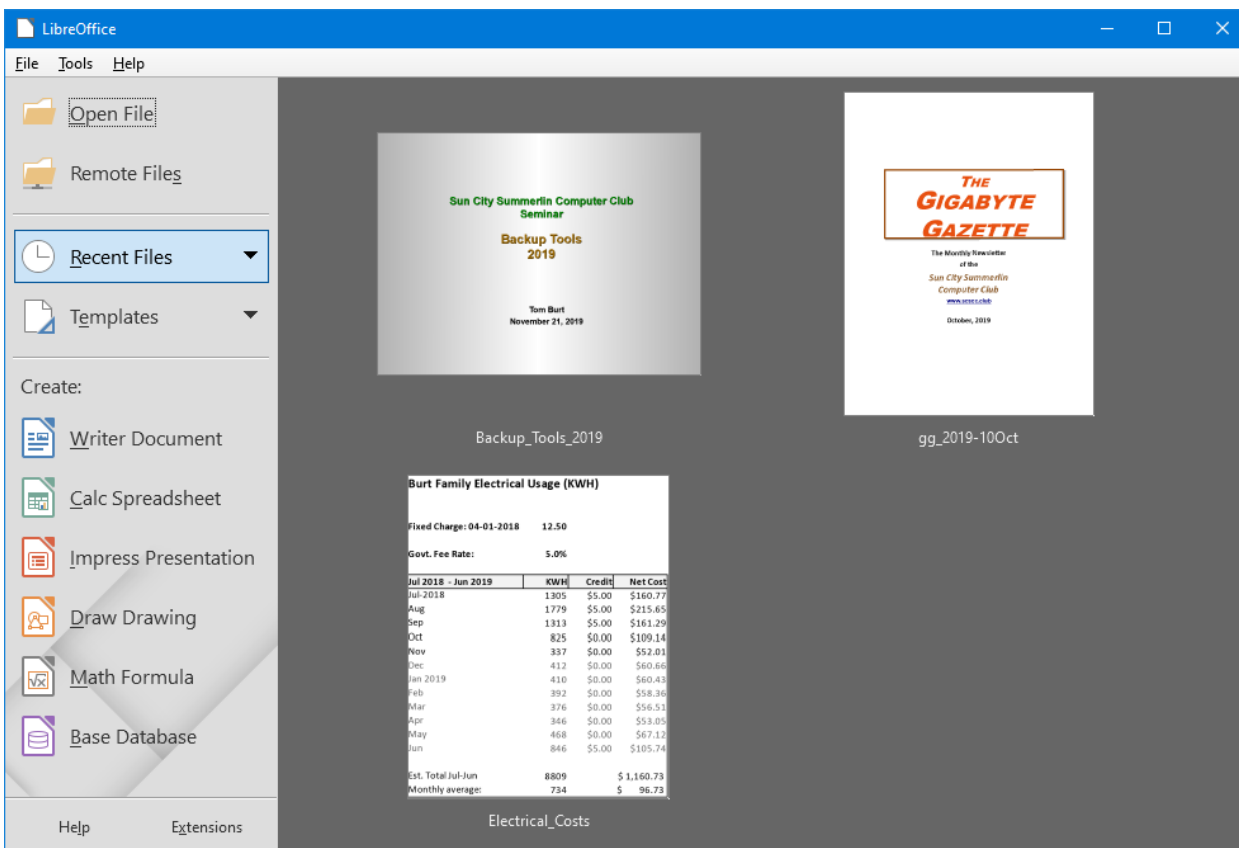 LibreOffice
File Tools Help
Open File
Remote Files
Recent Files
Templates
Create:
Writer Document
Calc Spreadsheet
Impress Presentation
Draw Drawing
Math Formula
Base Database
Help Extensions
Sun City Summerlin Computer Club
Seminar
Backup Tools
2019
Tom Burt
November 21, 2019
Backup_Tools_2019
THE
GIGABYTE
GAZETTE
The Monthly Newsletter
of the
Sun City Summerlin
Computer Club
www.scscc.club
October, 2019
gg_2019-10Oct
Burt Family Electrical Usage (KWH)
Fixed Charge: 04-01-2018 12.50
Govt. Fee Rate: 5.0%
Jul 2018 - Jun 2019 KWH Credit Net Cost
Jul-2018 1305 $5.00 $160.77
Aug 1779 $5.00 $215.65
Sep 1313 $5.00 $161.29
Oct 825 $0.00 $109.14
Nov 337 $0.00 $52.01
Dec 412 $0.00 $60.66
Jan 2019 410 $0.00 $60.43
Feb 392 $0.00 $58.36
Mar 376 $0.00 $56.51
Apr 346 $0.00 $53.05
May 468 $0.00 $67.12
Jun 846 $5.00 $105.74
Est. Total Jul-Jun 8809 $ 1,160.73
Monthly average: 734 $ 96.73
Electrical_Costs